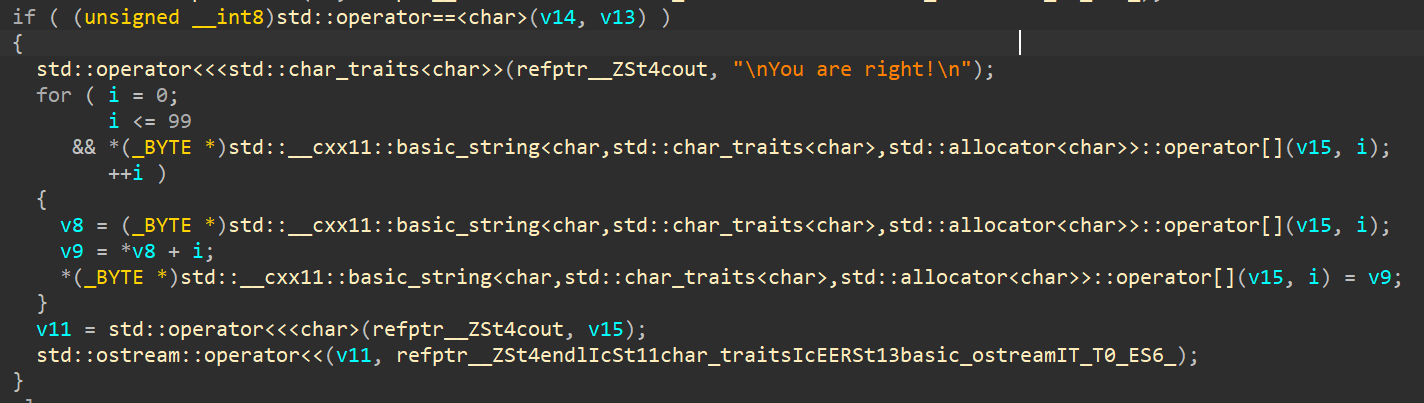 if ( (unsigned __int8)std::operator==<char>(v14, v13) )
{
std::operator<<<std::char_traits<char>>(refptr__ZSt4cout, "\nYou are right!\n");
for ( i = 0;
i <= 99
&& *(_BYTE *)std::__cxx11::basic_string<char,std::char_traits<char>,std::allocator<char>>::operator[](v15, i);
++i )
{
v8 = (_BYTE *)std::__cxx11::basic_string<char,std::char_traits<char>,std::allocator<char>>::operator[](v15, i);
v9 = *v8 + i;
*(_BYTE *)std::__cxx11::basic_string<char,std::char_traits<char>,std::allocator<char>>::operator[](v15, i) = v9;
}
v11 = std::operator<<<char>(refptr__ZSt4cout, v15);
std::ostream::operator<<(v11, refptr__ZSt4endlIcSt11char_traitsIcEERSt13basic_ostreamIT_T0_ES6_);
}